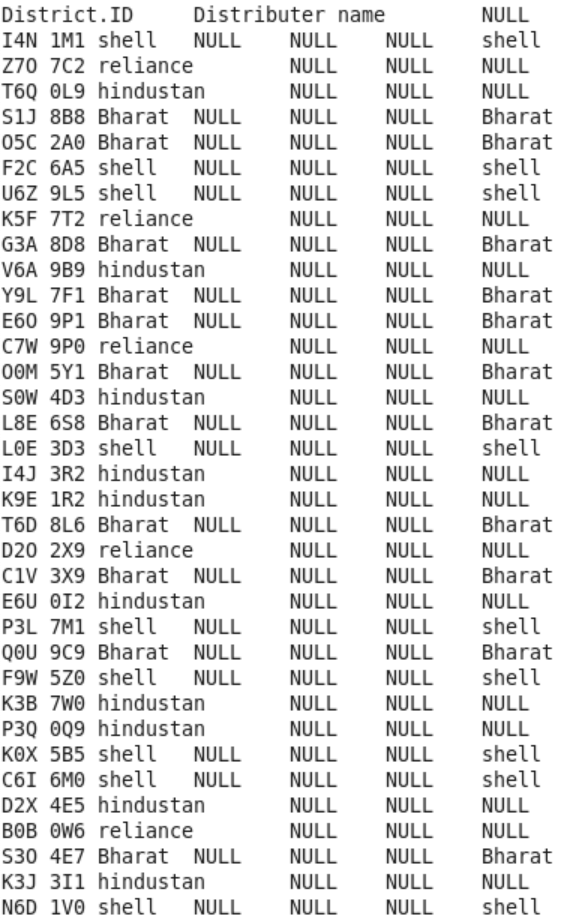 District.ID Distributer name NULL
I4N 1M1 shell NULL NULL NULL shell
Z7O 7C2 reliance NULL NULL NULL
T6Q 0L9 hindustan NULL NULL NULL
S1J 8B8 Bharat NULL NULL NULL Bharat
O5C 2A0 Bharat NULL NULL NULL Bharat
F2C 6A5 shell NULL NULL NULL shell
U6Z 9L5 shell NULL NULL NULL shell
K5F 7T2 reliance NULL NULL NULL
G3A 8D8 Bharat NULL NULL NULL Bharat
V6A 9B9 hindustan NULL NULL NULL
Y9L 7F1 Bharat NULL NULL NULL Bharat
E6O 9P1 Bharat NULL NULL NULL Bharat
C7W 9P0 reliance NULL NULL NULL
O0M 5Y1 Bharat NULL NULL NULL Bharat
S0W 4D3 hindustan NULL NULL NULL
L8E 6S8 Bharat NULL NULL NULL Bharat
L0E 3D3 shell NULL NULL NULL shell
I4J 3R2 hindustan NULL NULL NULL
K9E 1R2 hindustan NULL NULL NULL
T6D 8L6 Bharat NULL NULL NULL Bharat
D2O 2X9 reliance NULL NULL NULL
C1V 3X9 Bharat NULL NULL NULL Bharat
E6U 0I2 hindustan NULL NULL NULL
P3L 7M1 shell NULL NULL NULL shell
Q0U 9C9 Bharat NULL NULL NULL Bharat
F9W 5Z0 shell NULL NULL NULL shell
K3B 7W0 hindustan NULL NULL NULL
P3Q 0Q9 hindustan NULL NULL NULL
K0X 5B5 shell NULL NULL NULL shell
C6I 6M0 shell NULL NULL NULL shell
D2X 4E5 hindustan NULL NULL NULL
B0B 0W6 reliance NULL NULL NULL
S3O 4E7 Bharat NULL NULL NULL Bharat
K3J 3I1 hindustan NULL NULL NULL
N6D 1V0 shell NULL NULL NULL shell